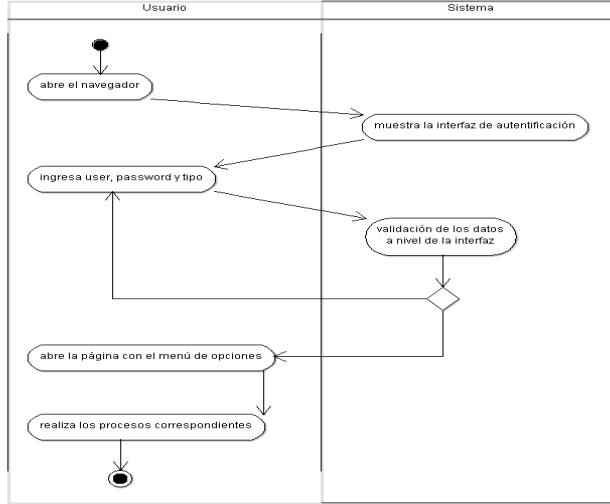 Usuario
Sistema
abre el navegador
muestra la interfaz de autentificación
ingresa user, password y tipo
validación de los datos
a nivel de la interfaz
abre la página con el menú de opciones
realiza los procesos correspondientes